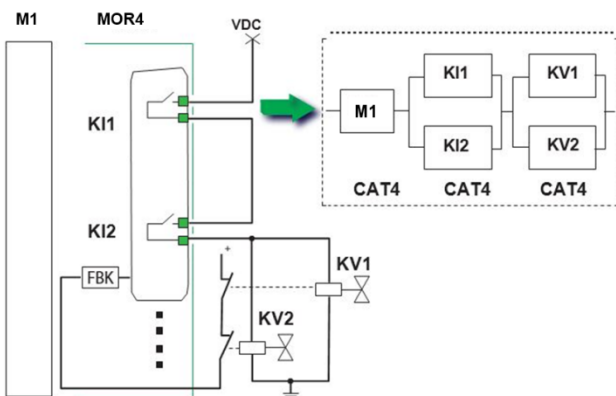 M1
MOR4
VDC
KI1
KI2
FBK
+
KV1
KV2
M1
KI1
KI2
KV1
KV2
CAT4
CAT4
CAT4